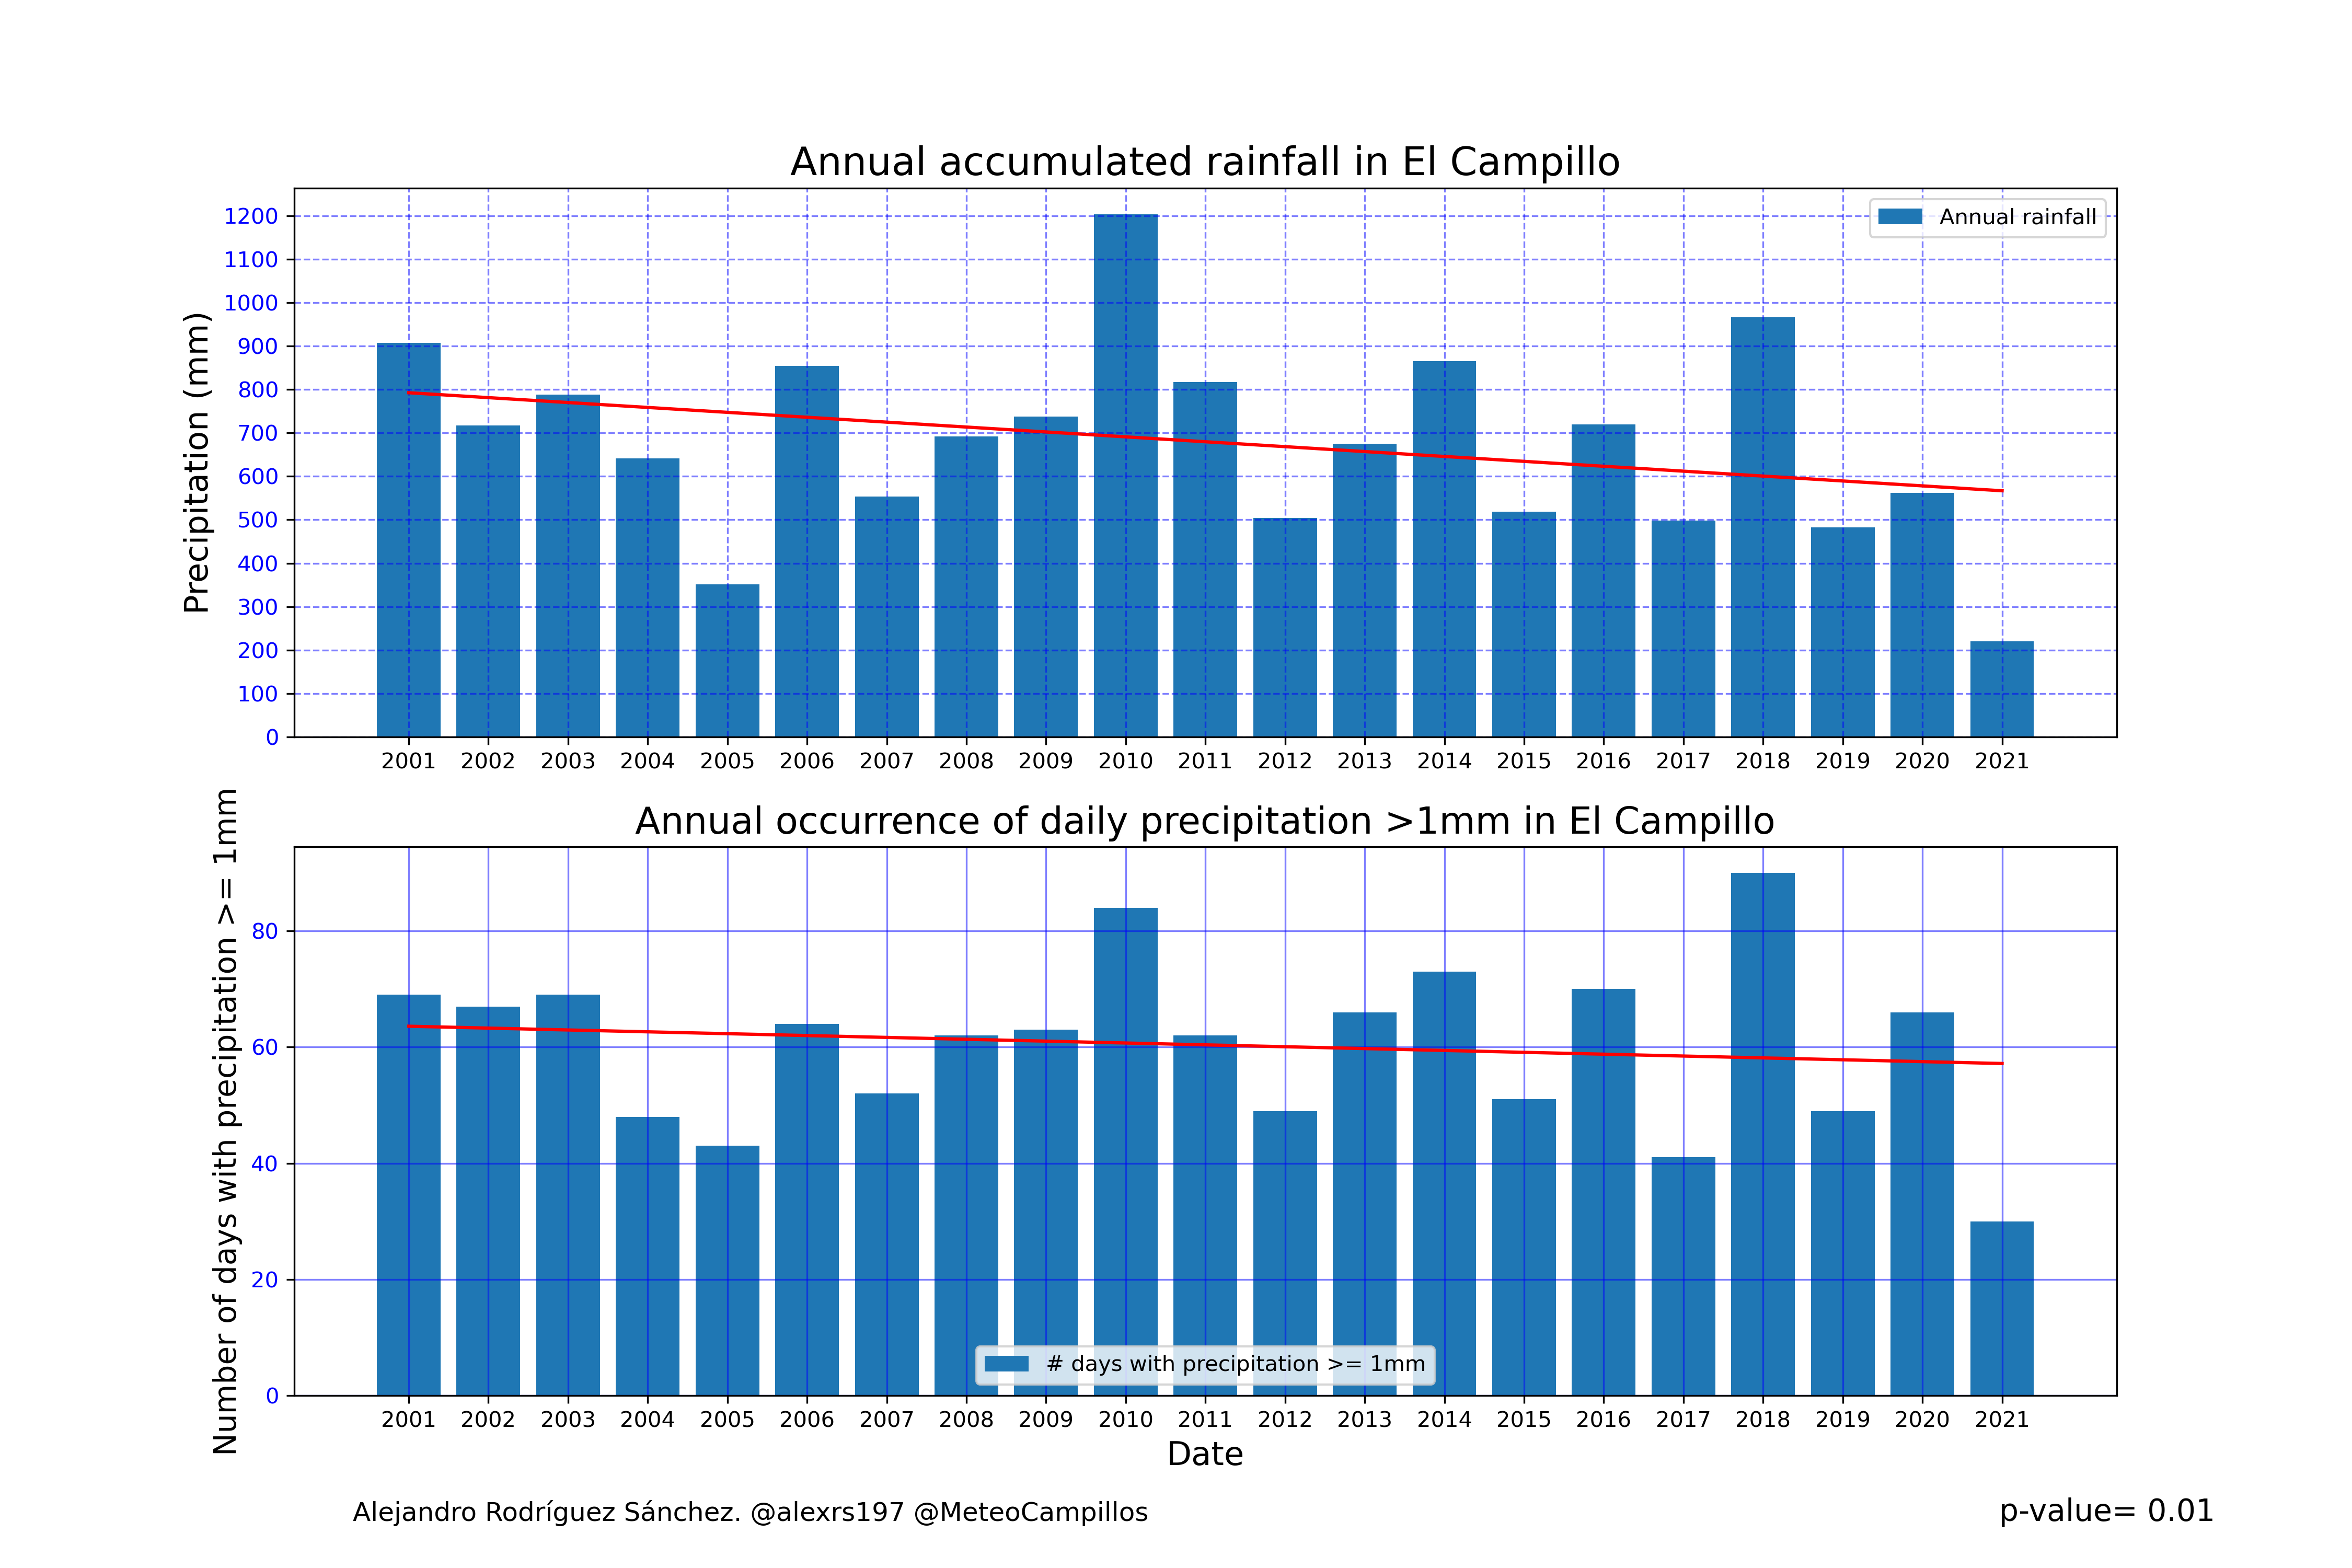 Annual accumulated rainfall in El Campillo
Precipitation (mm)
1200
1100
1000
900
800
700
600
500
400
300
200
100
0
Annual rainfall
2001 2002 2003 2004 2005 2006 2007 2008 2009 2010 2011 2012 2013 2014 2015 2016 2017 2018 2019 2020 2021
Annual occurrence of daily precipitation >1mm in El Campillo
Number of days with precipitation >= 1mm
80
60
40
20
0
# days with precipitation >= 1mm
2001 2002 2003 2004 2005 2006 2007 2008 2009 2010 2011 2012 2013 2014 2015 2016 2017 2018 2019 2020 2021
Date
Alejandro Rodríguez Sánchez. @alexrs197 @MeteoCampillos
p-value= 0.01